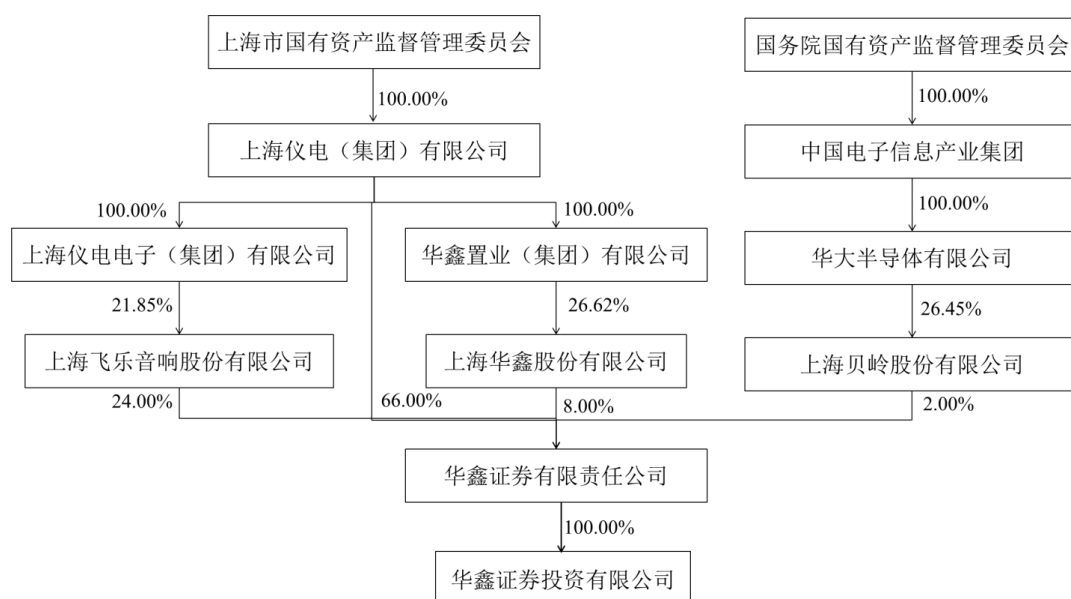 上海市国有资产监督管理委员会
国务院国有资产监督管理委员会
100.00%
100.00%
上海仪电（集团）有限公司
中国电子信息产业集团
100.00%
100.00%
100.00%
上海仪电电子（集团）有限公司
华鑫置业（集团）有限公司
华大半导体有限公司
21.85%
26.62%
26.45%
上海飞乐音响股份有限公司
上海华鑫股份有限公司
上海贝岭股份有限公司
24.00%
66.00%
8.00%
2.00%
华鑫证券有限责任公司
100.00%
华鑫证券投资有限公司